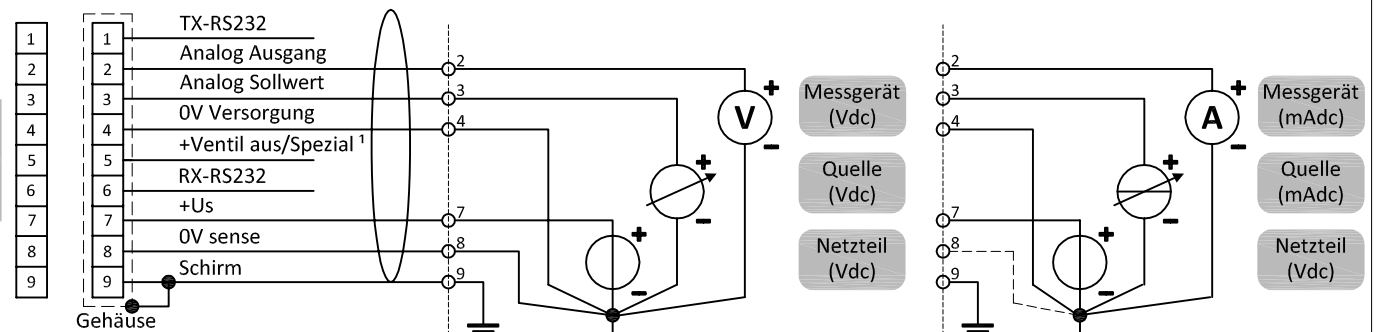 1
2
3
4
5
6
7
8
9
1
2
3
4
5
6
7
8
9
TX-RS232
Analog Ausgang
Analog Sollwert
0V Versorgung
+Ventil aus/Spezial ¹
RX-RS232
+Us
0V sense
Schirm
Gehäuse
2
3
4
7
8
9
V
+
-
+
-
+
-
Messgerät
(Vdc)
Quelle
(Vdc)
Netzteil
(Vdc)
2
3
4
7
8
9
A
+
-
+
-
+
-
Messgerät
(mAdc)
Quelle
(mAdc)
Netzteil
(Vdc)